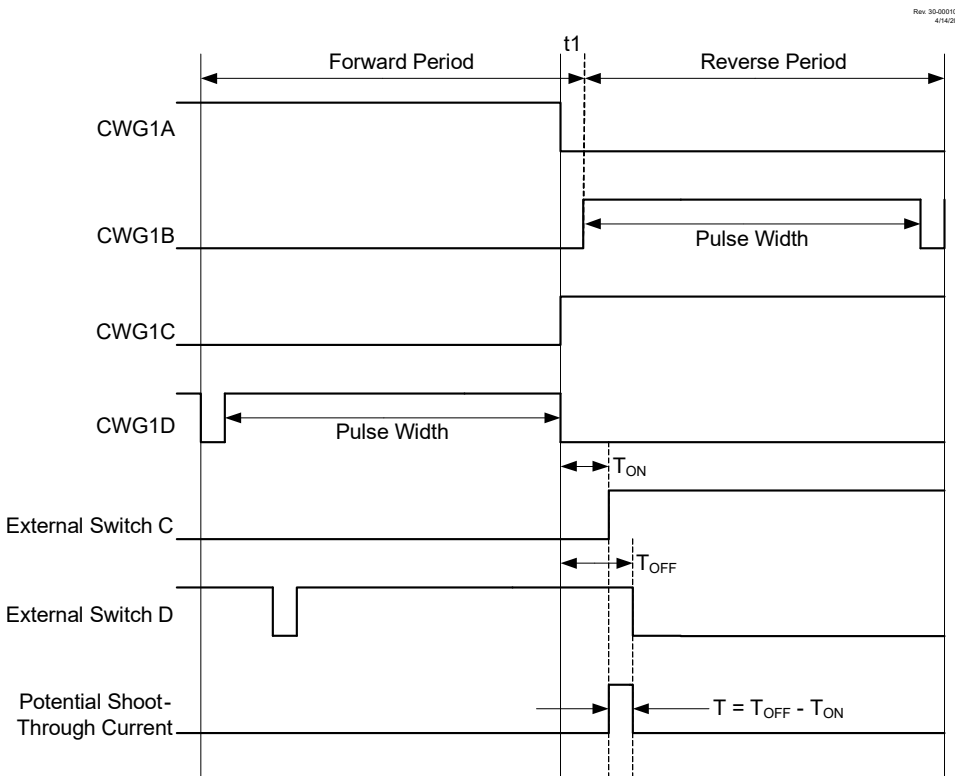 t1
Forward Period
Reverse Period
CWG1A
CWG1B
Pulse Width
CWG1C
CWG1D
Pulse Width
TON
External Switch C
TOFF
External Switch D
Potential Shoot-
Through Current
T = TOFF - TON